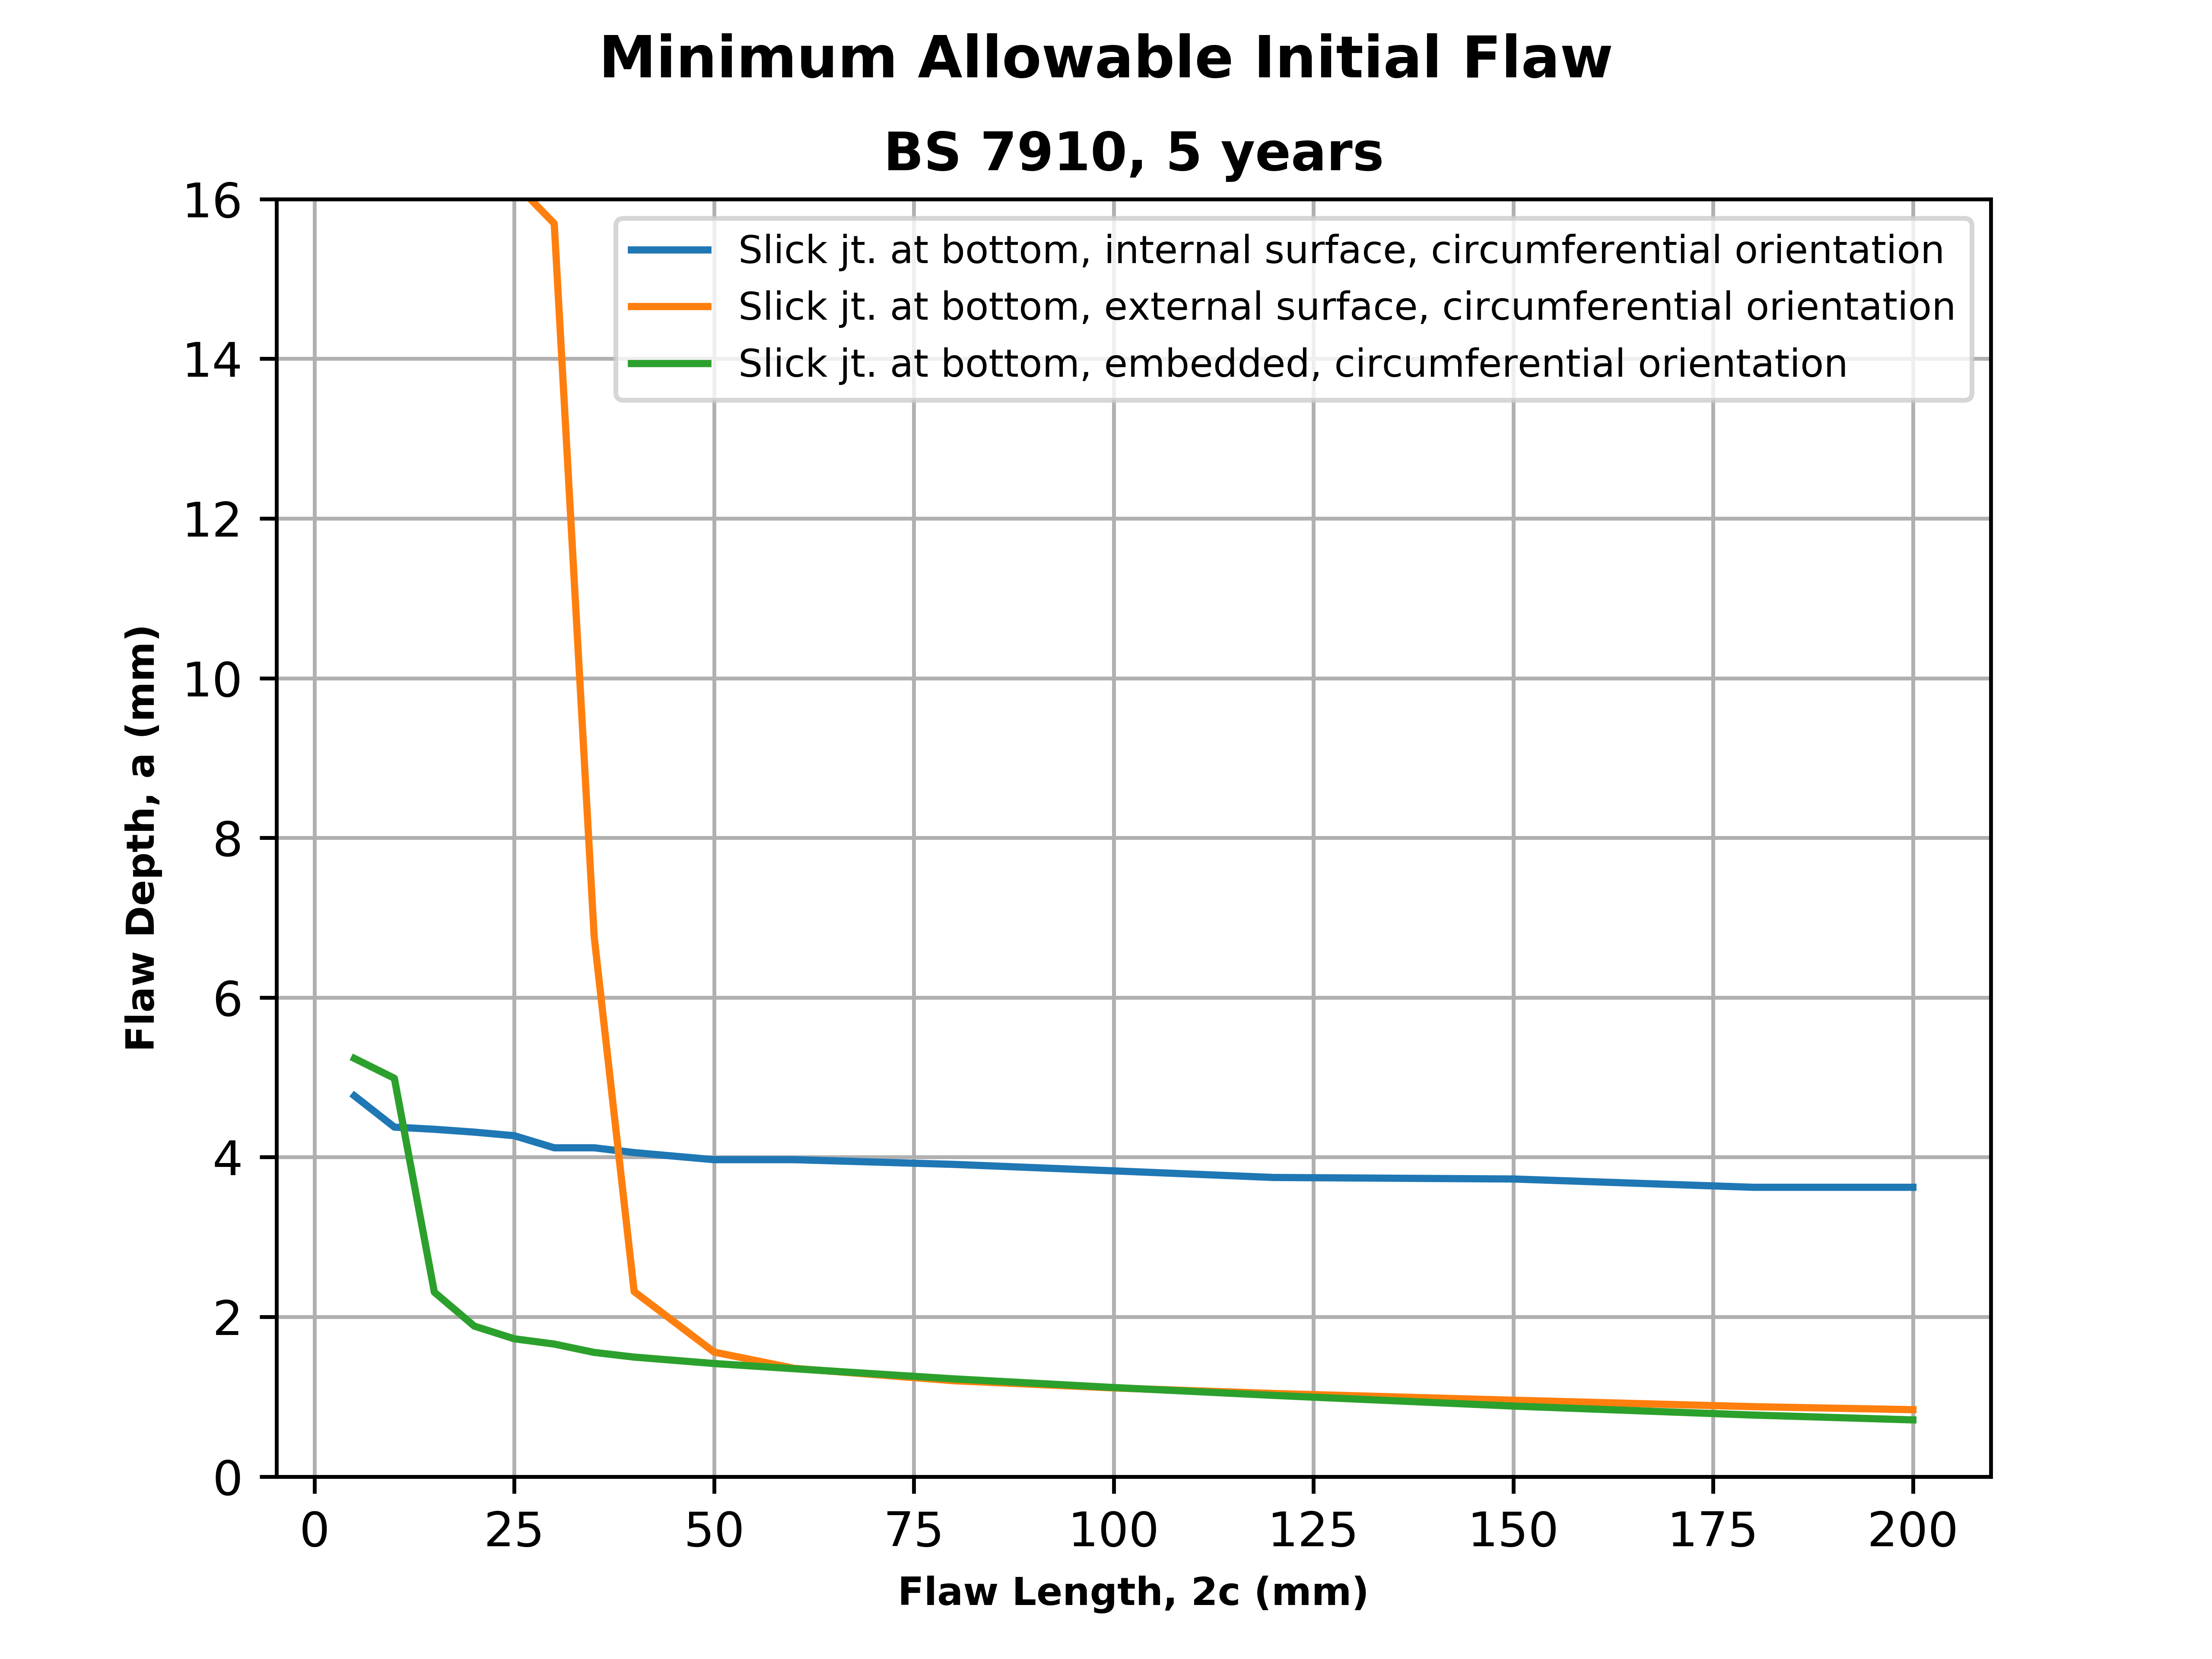 Minimum Allowable Initial Flaw
BS 7910, 5 years
Slick jt. at bottom, internal surface, circumferential orientation
Slick jt. at bottom, external surface, circumferential orientation
Slick jt. at bottom, embedded, circumferential orientation
Flaw Depth, a (mm)
16
14
12
10
8
6
4
2
0
0 25 50 75 100 125 150 175 200
Flaw Length, 2c (mm)